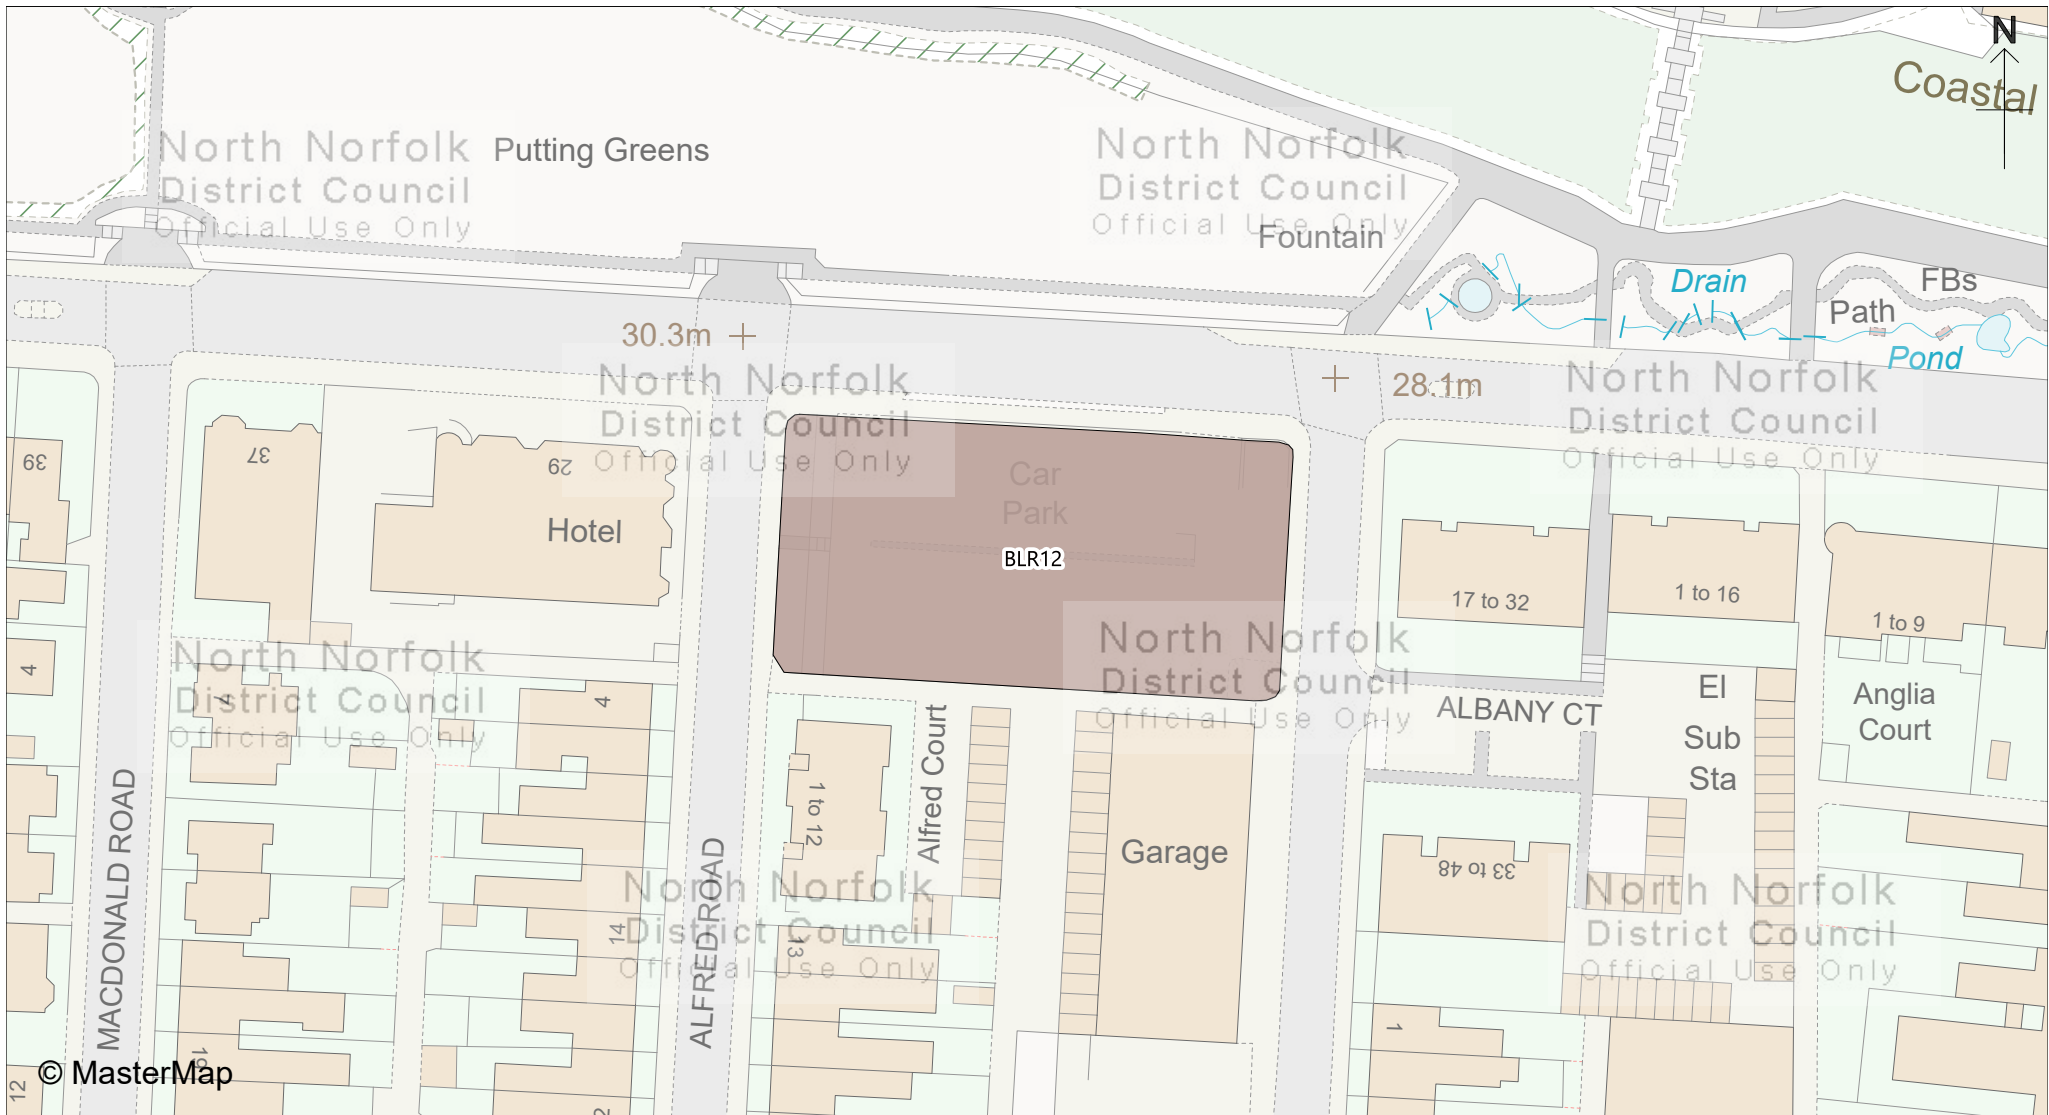 N
Coastal
North Norfolk
District Council
Official Use Only
Putting Greens
North Norfolk
District Council
Official Use Only
Fountain
Drain
FBs
Path
Pond
30.3m
28.1m
North Norfolk
District Council
Official Use Only
North Norfolk
District Council
Official Use Only
39
37
29
Hotel
Car
Park
BLR12
17 to 32
1 to 16
1 to 9
North Norfolk
District Council
Official Use Only
North Norfolk
District Council
Official Use Only
4
7
4
ALBANY CT
El
Sub
Sta
Anglia
Court
Alfred Court
1 to 12
Garage
33 to 48
MACDONALD ROAD
ALFRED ROAD
North Norfolk
District Council
Official Use Only
North Norfolk
District Council
Official Use Only
14
13
1
19
12
© MasterMap